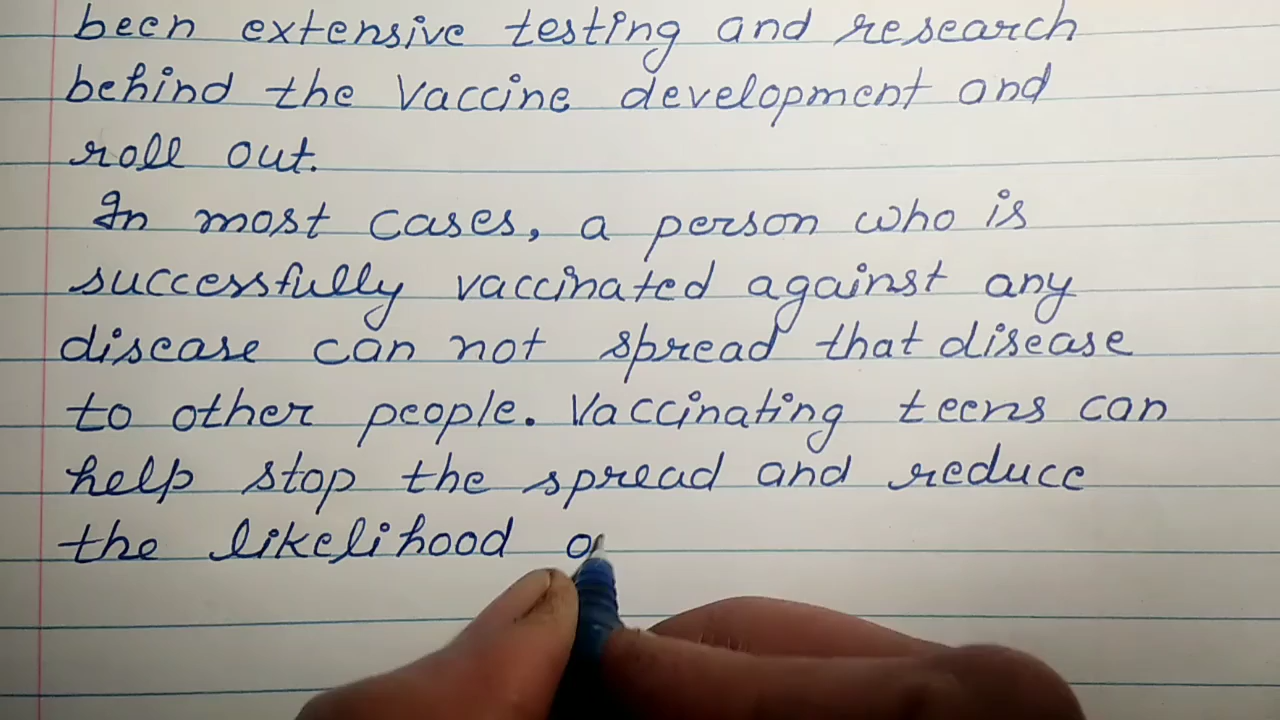 been extensive testing and research
behind the vaccine development and
roll out.
In most cases, a person who is
successfully vaccinated against any
disease can not spread that disease
to other people. Vaccinating teens can
help stop the spread and reduce
the likelihood